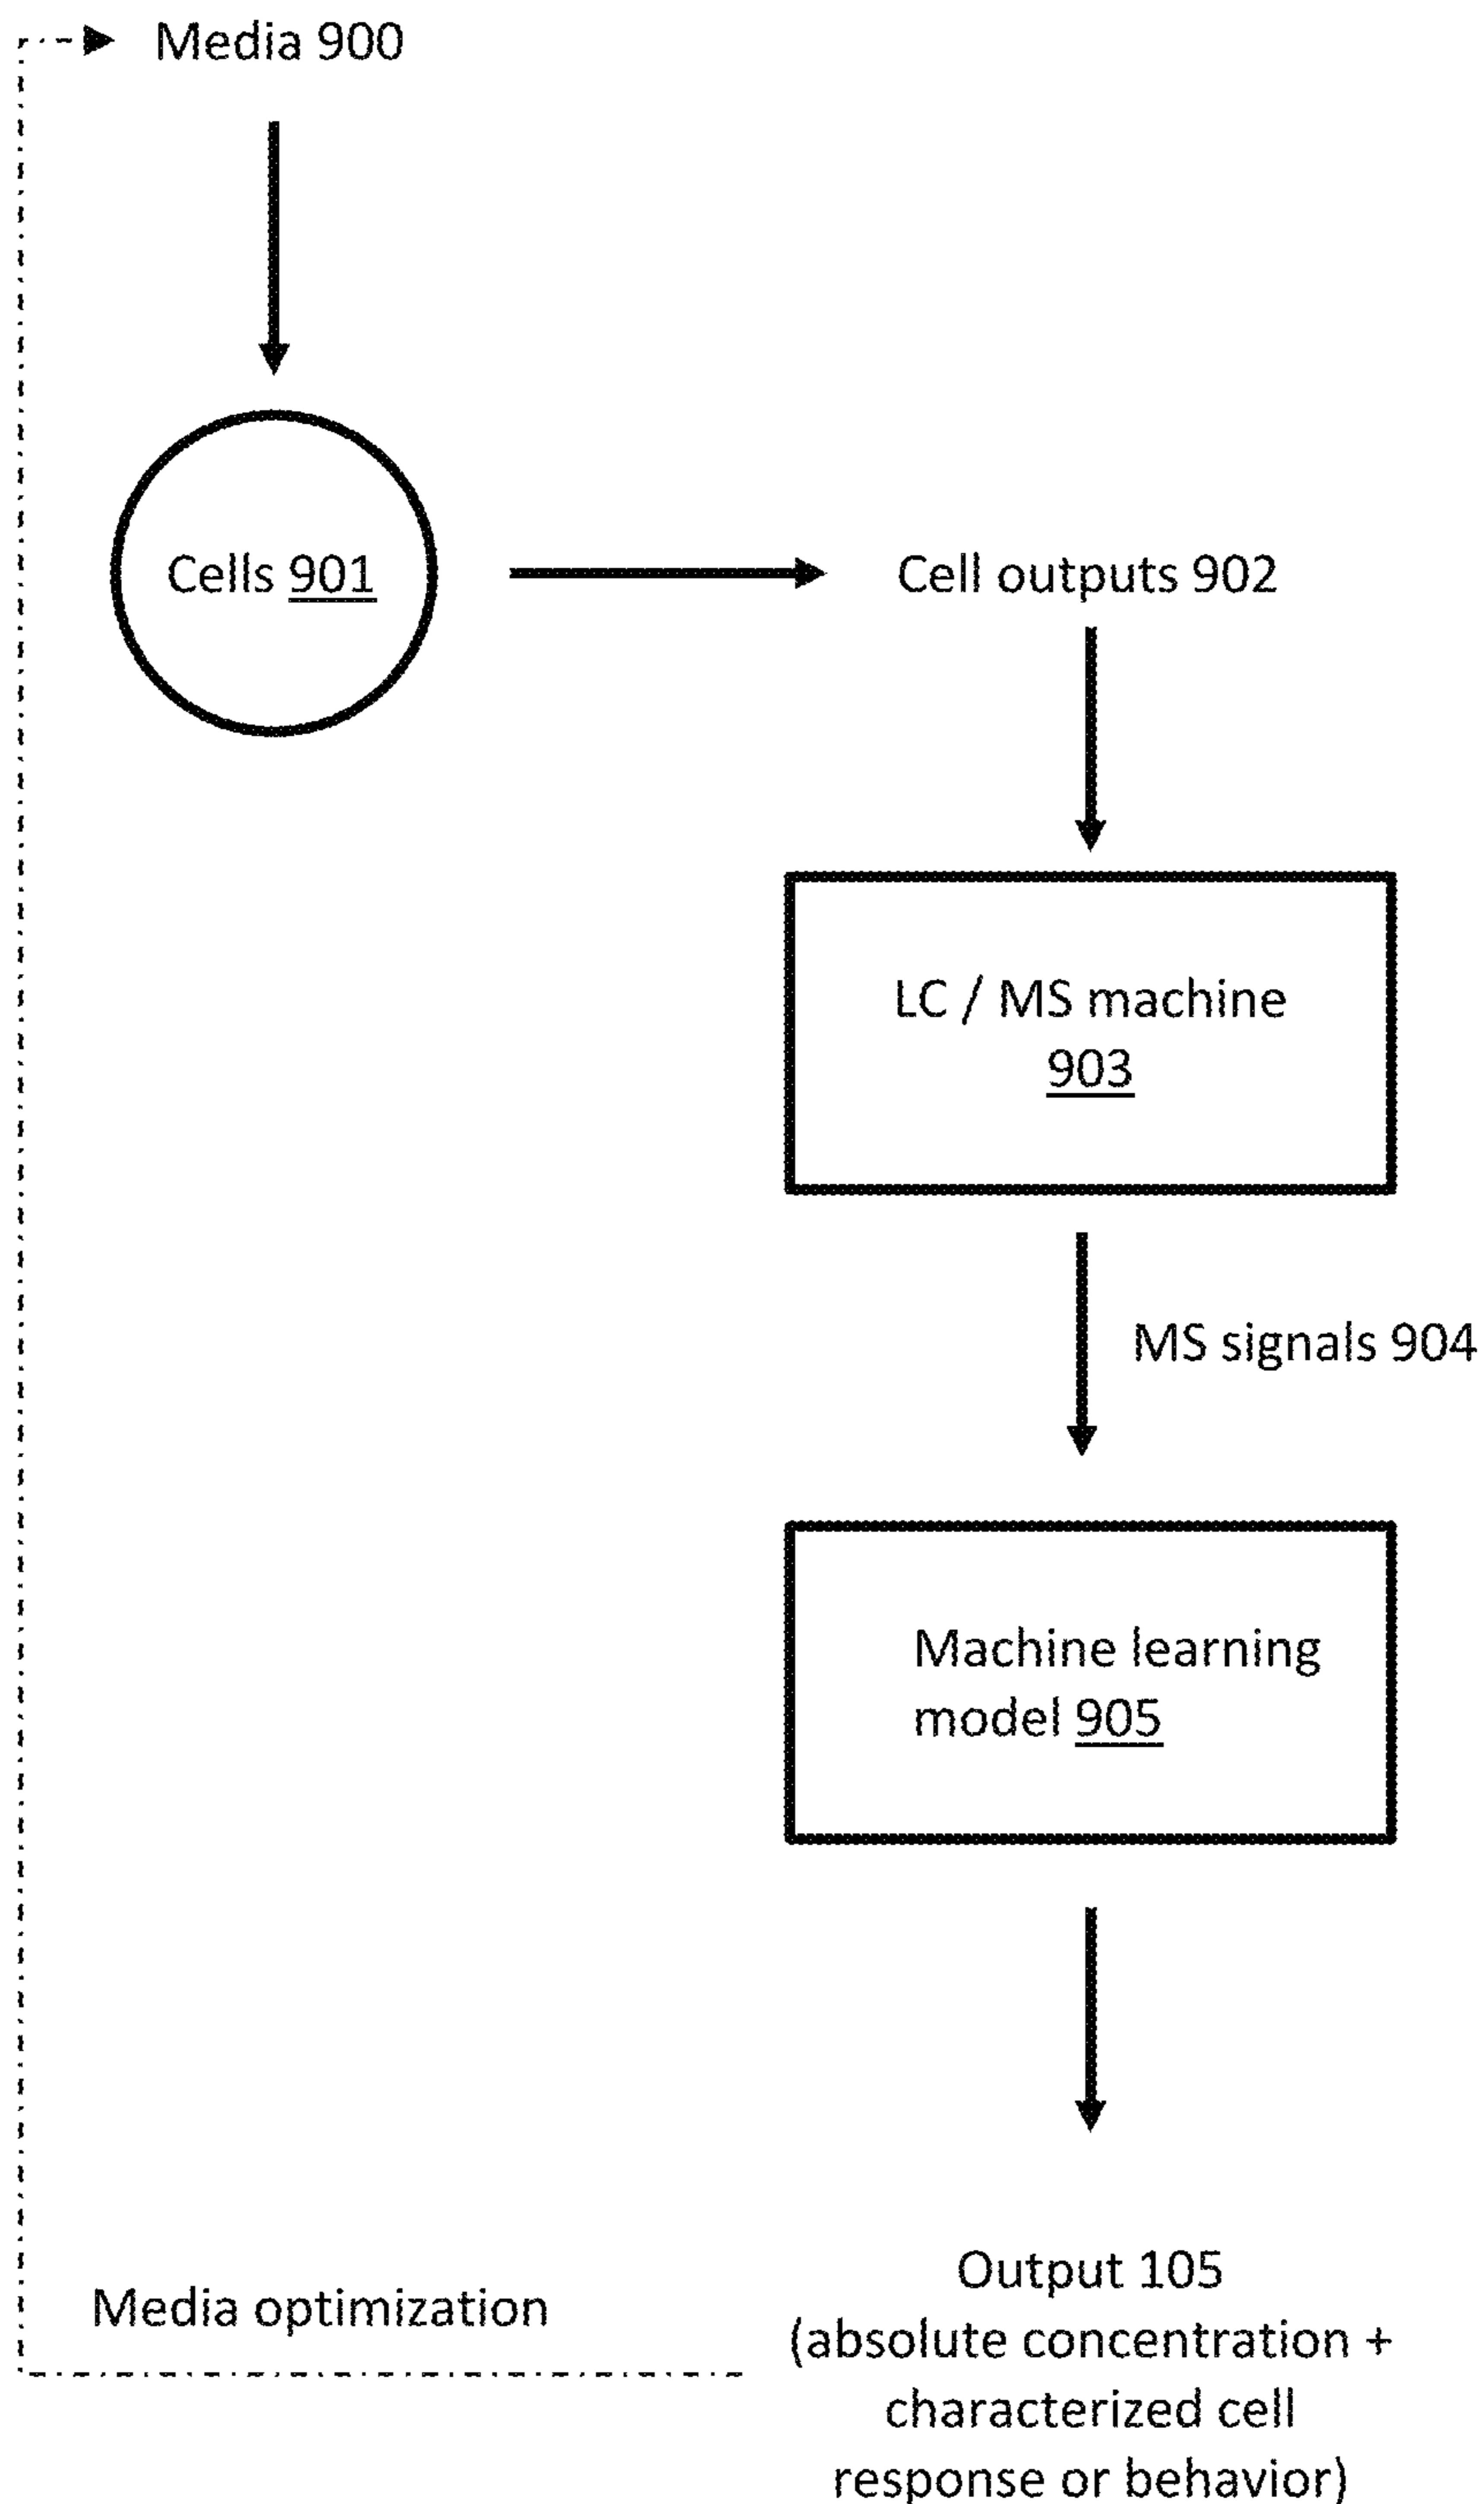 Media 900
Cells 901
Cell outputs 902
LC / MS machine
903
MS signals 904
Machine learning
model 905
Media optimization
Output 105
(absolute concentration +
characterized cell
response or behavior)